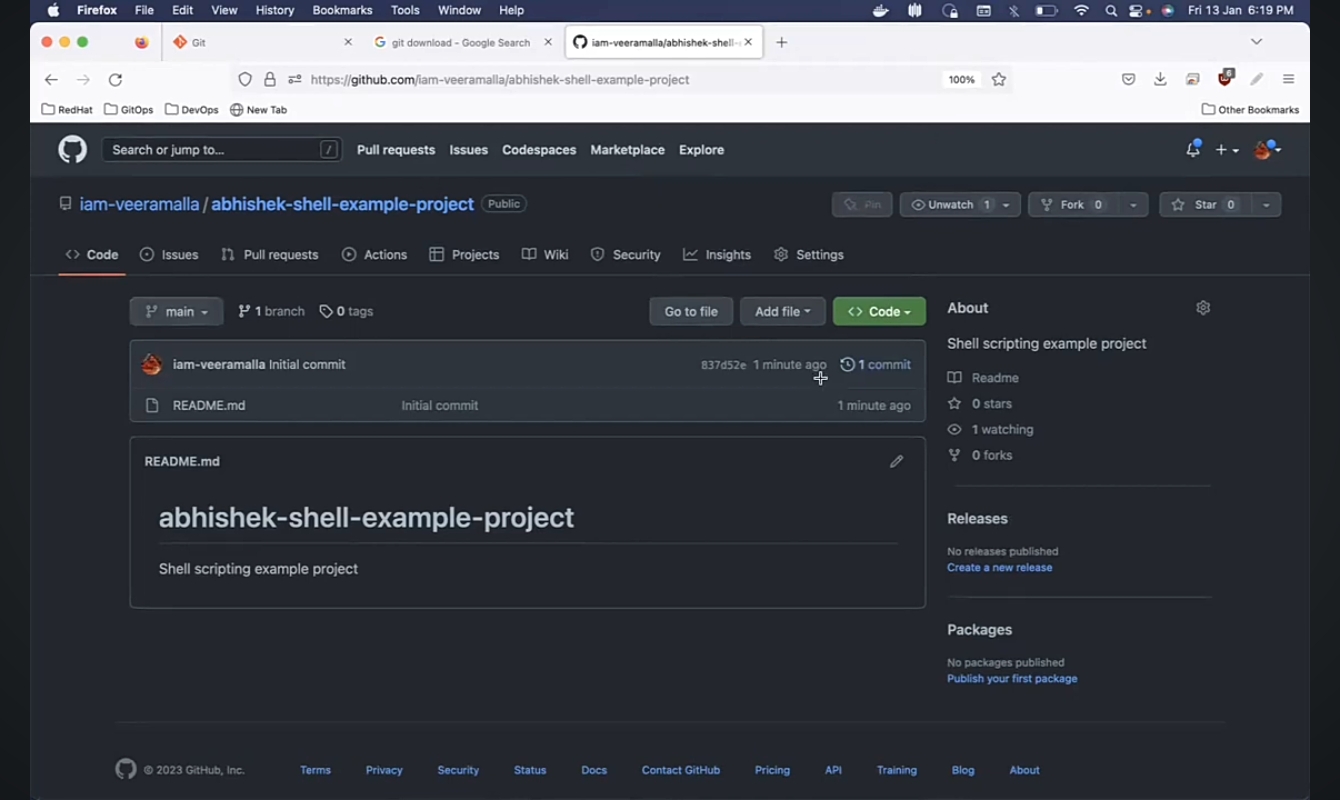 Firefox File Edit View History Bookmarks Tools Window Help Fri 13 Jan 6:19 PM
Git git download - Google Search iam-veeramalla/abhishek-shell-
https://github.com/iam-veeramalla/abhishek-shell-example-project 100% 6
RedHat GitOps DevOps New Tab Other Bookmarks
Search or jump to... / Pull requests Issues Codespaces Marketplace Explore
iam-veeramalla / abhishek-shell-example-project Public Pin Unwatch 1 Fork 0 Star 0
Code Issues Pull requests Actions Projects Wiki Security Insights Settings
main 1 branch 0 tags Go to file Add file Code
iam-veeramalla Initial commit 837d52e 1 minute ago 1 commit
README.md Initial commit 1 minute ago
README.md
abhishek-shell-example-project
Shell scripting example project
About
Shell scripting example project
Readme
0 stars
1 watching
0 forks
Releases
No releases published
Create a new release
Packages
No packages published
Publish your first package
© 2023 GitHub, Inc. Terms Privacy Security Status Docs Contact GitHub Pricing API Training Blog About